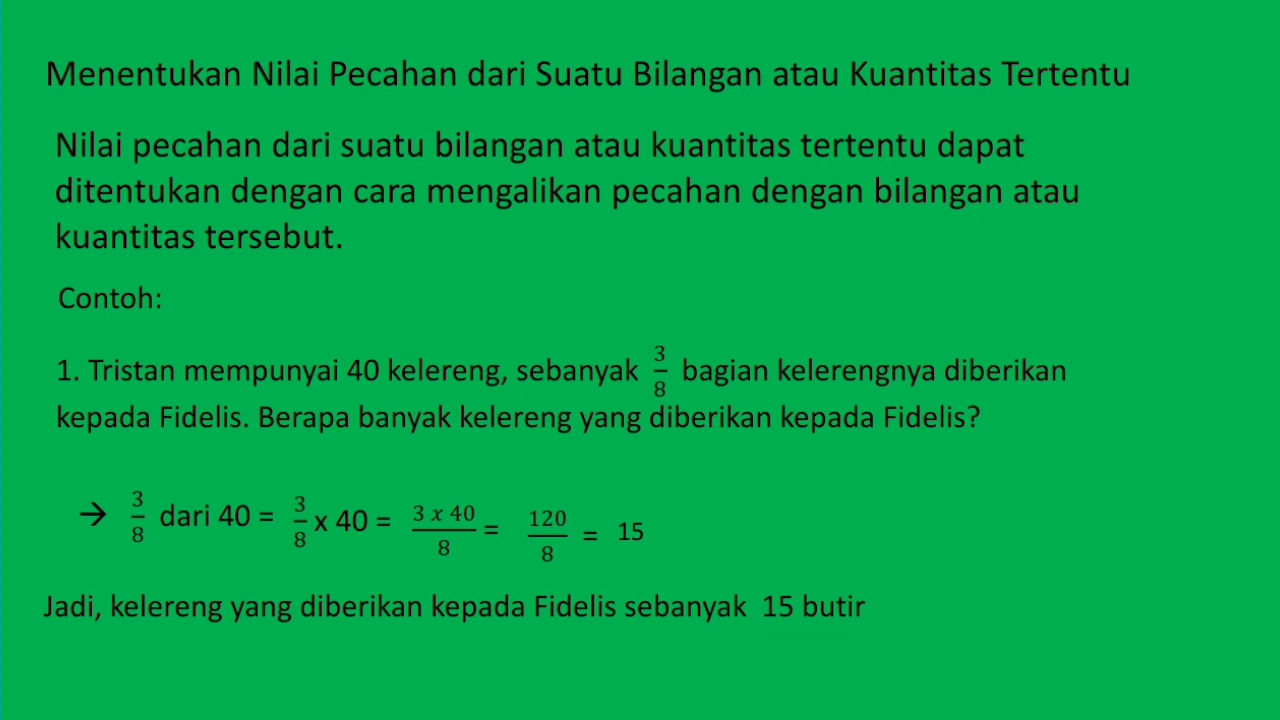 Menentukan Nilai Pecahan dari Suatu Bilangan atau Kuantitas Tertentu
Nilai pecahan dari suatu bilangan atau kuantitas tertentu dapat
ditentukan dengan cara mengalikan pecahan dengan bilangan atau
kuantitas tersebut.
Contoh:
1. Tristan mempunyai 40 kelereng, sebanyak 3/8 bagian kelerengnya diberikan
kepada Fidelis. Berapa banyak kelereng yang diberikan kepada Fidelis?
→ 3/8 dari 40 = 3/8 x 40 = (3 x 40)/8 = 120/8 = 15
Jadi, kelereng yang diberikan kepada Fidelis sebanyak 15 butir